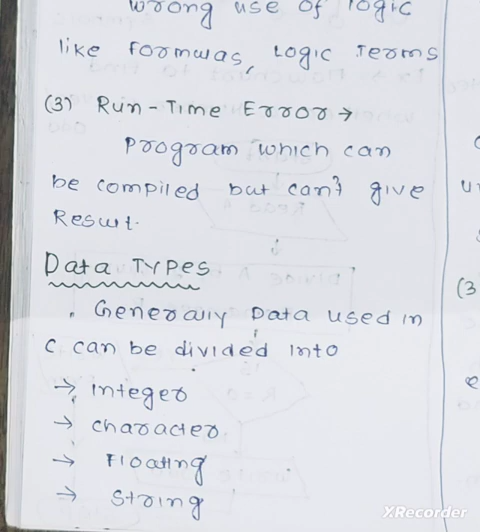 wrong use of logic
like formulas, Logic Terms
(3) Run-Time Error →
Program which can
be compiled but can't give
Result.
Data Types
. Generally Data used in
C can be divided into
→ Integer
→ character
→ Floating
→ String
(3
XRecorder